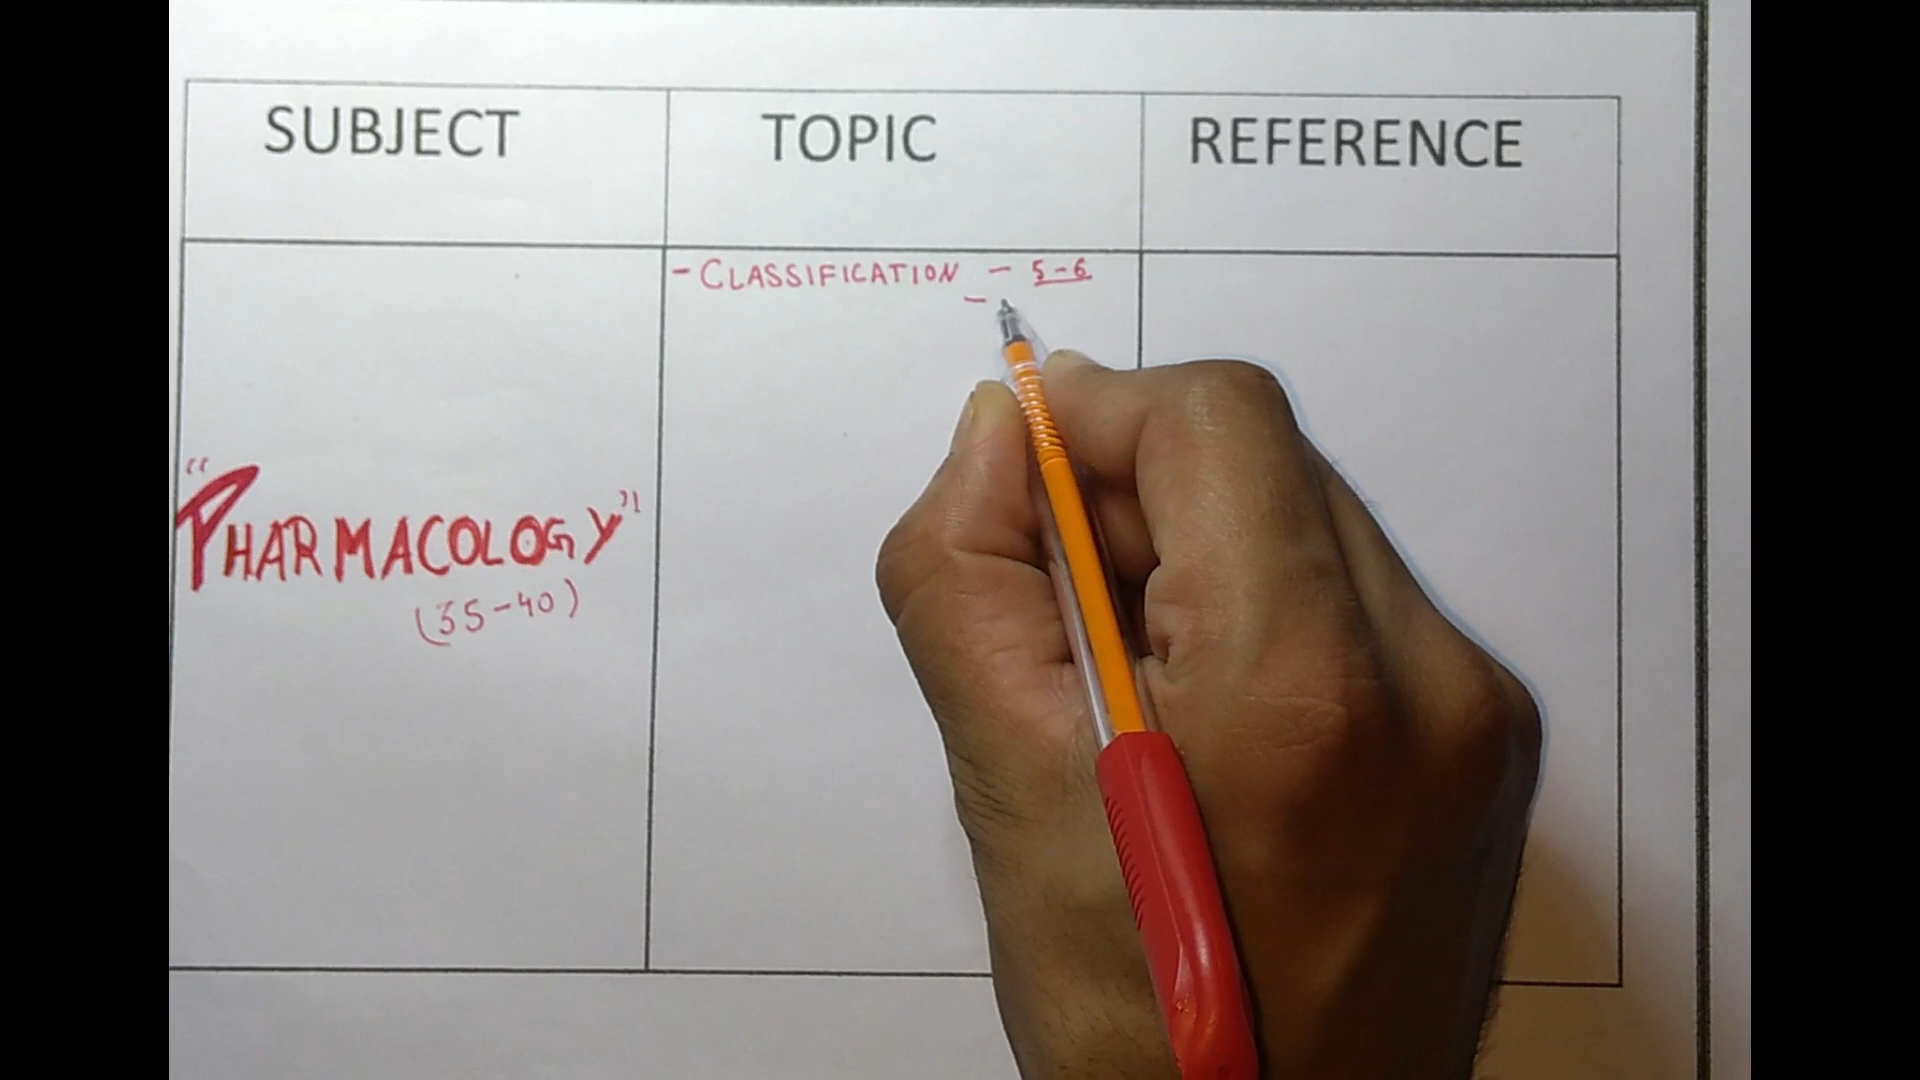 SUBJECT TOPIC REFERENCE
- CLASSIFICATION - 5-6
-
"PHARMACOLOGY"!
(35-40)